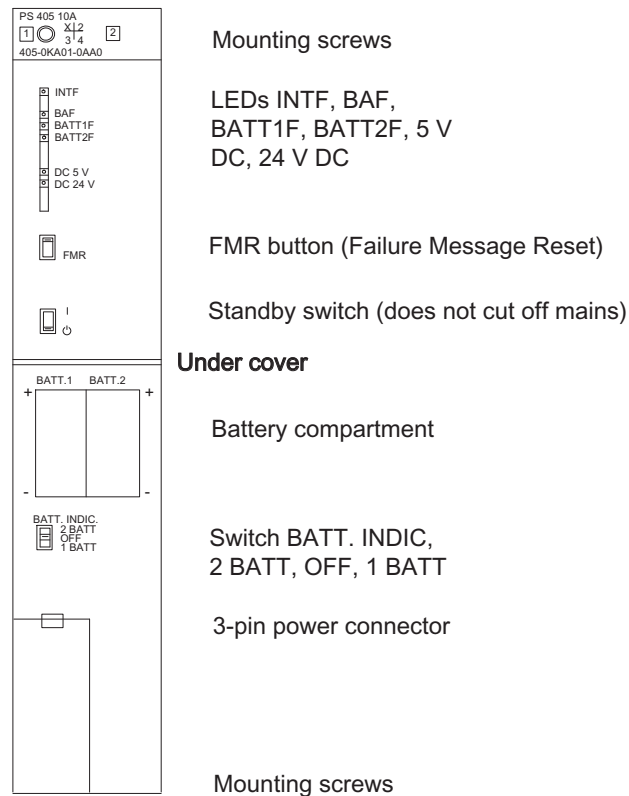 PS 405 10A
1 X 2 3 4 2
405-0KA01-0AA0
Mounting screws
INTF
BAF
BATT1F
BATT2F
DC 5 V
DC 24 V
LEDs INTF, BAF,
BATT1F, BATT2F, 5 V
DC, 24 V DC
FMR
FMR button (Failure Message Reset)
I
Standby switch (does not cut off mains)
Under cover
BATT.1 BATT.2
+ +
- -
Battery compartment
BATT. INDIC.
2 BATT
OFF
1 BATT
Switch BATT. INDIC,
2 BATT, OFF, 1 BATT
3-pin power connector
Mounting screws